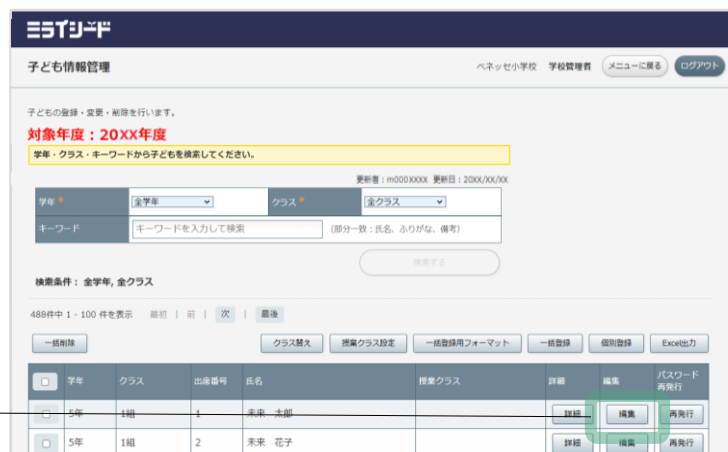 ミライシード
子ども情報管理 ベネッセ小学校 学校管理者 メニューに戻る ログアウト
子どもの登録・変更・削除を行います。
対象年度：20XX年度
学年・クラス・キーワードから子どもを検索してください。
更新者：m000XXXX 更新日：20XX/XX/XX
学年* 全学年 クラス* 全クラス
キーワード キーワードを入力して検索 (部分一致：氏名、ふりがな、備考)
検索する
検索条件： 全学年, 全クラス
488件中 1 - 100 件を表示 最初 | 前 | 次 | 最後
一括削除 クラス替え 授業クラス設定 一括登録用フォーマット 一括登録 個別登録 Excel出力
学年 クラス 出席番号 氏名 授業クラス 詳細 編集 パスワード
再発行
5年 1組 1 未来 太郎 詳細 編集 再発行
5年 1組 2 未来 花子 詳細 編集 再発行